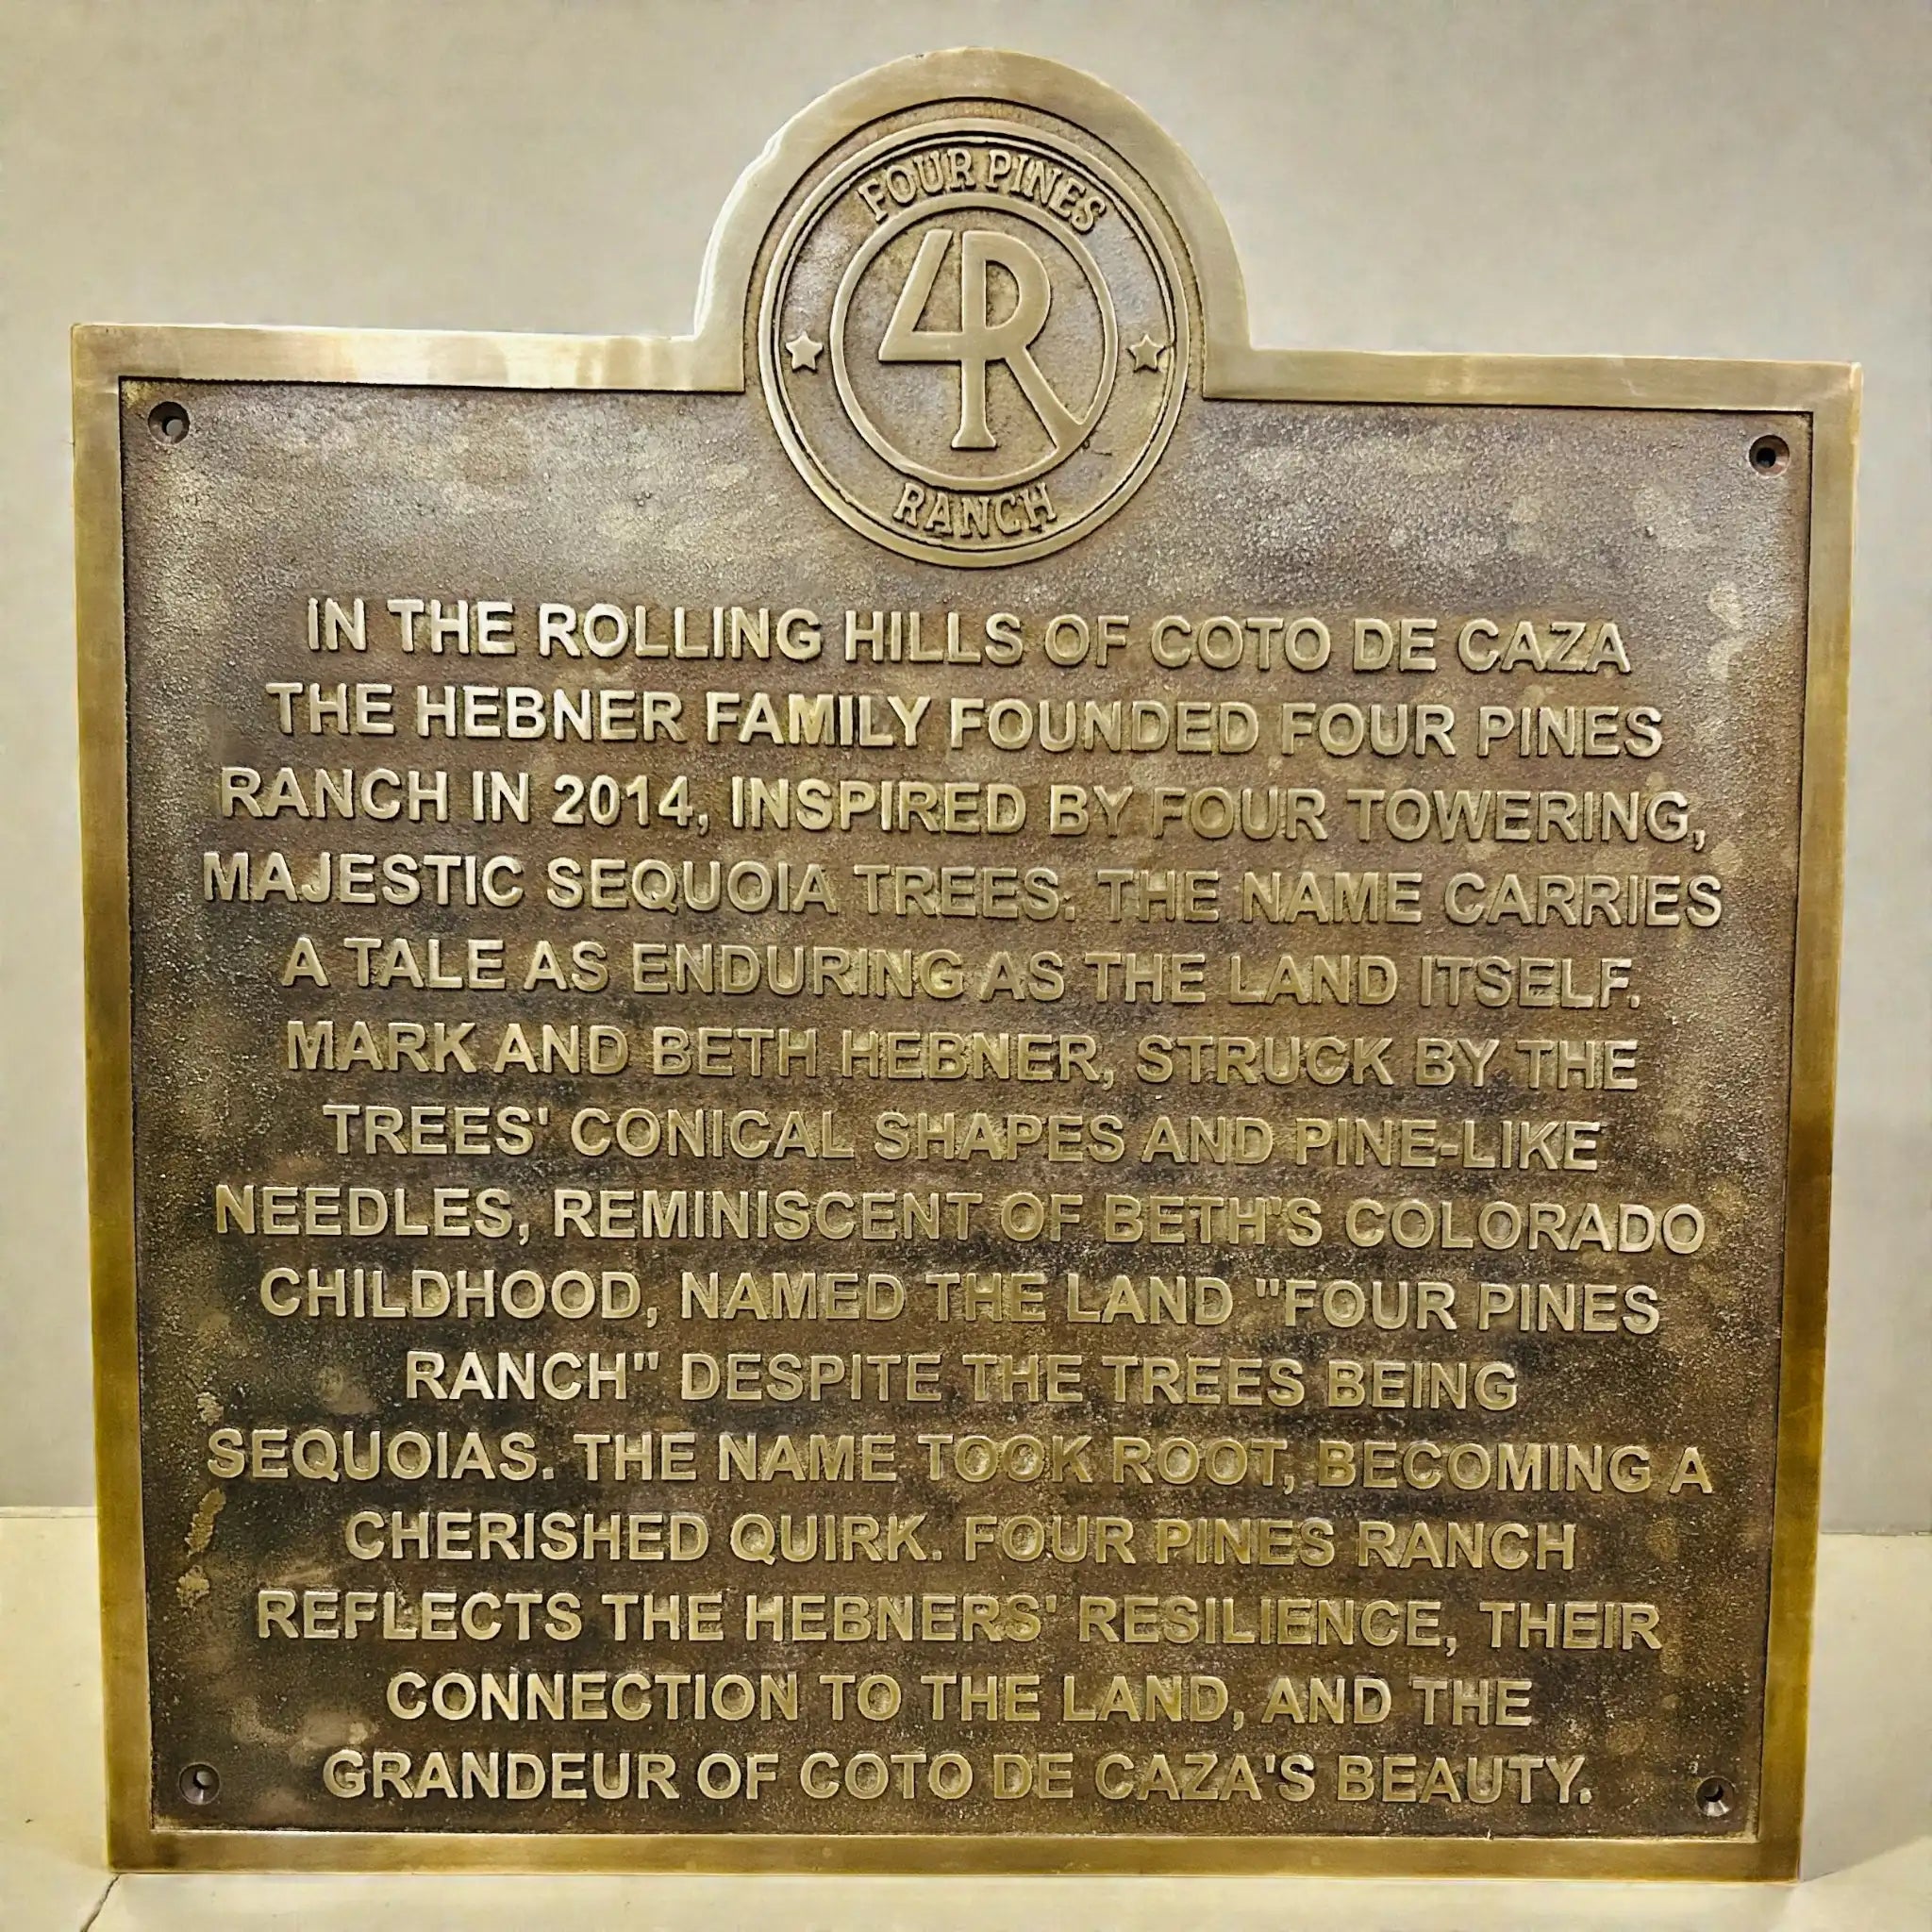 FOUR PINES
4R
RANCH
IN THE ROLLING HILLS OF COTO DE CAZA
THE HEBNER FAMILY FOUNDED FOUR PINES
RANCH IN 2014, INSPIRED BY FOUR TOWERING,
MAJESTIC SEQUOIA TREES. THE NAME CARRIES
A TALE AS ENDURING AS THE LAND ITSELF.
MARK AND BETH HEBNER, STRUCK BY THE
TREES' CONICAL SHAPES AND PINE-LIKE
NEEDLES, REMINISCENT OF BETH'S COLORADO
CHILDHOOD, NAMED THE LAND "FOUR PINES
RANCH" DESPITE THE TREES BEING
SEQUOIAS. THE NAME TOOK ROOT, BECOMING A
CHERISHED QUIRK. FOUR PINES RANCH
REFLECTS THE HEBNERS' RESILIENCE, THEIR
CONNECTION TO THE LAND, AND THE
GRANDEUR OF COTO DE CAZA'S BEAUTY.